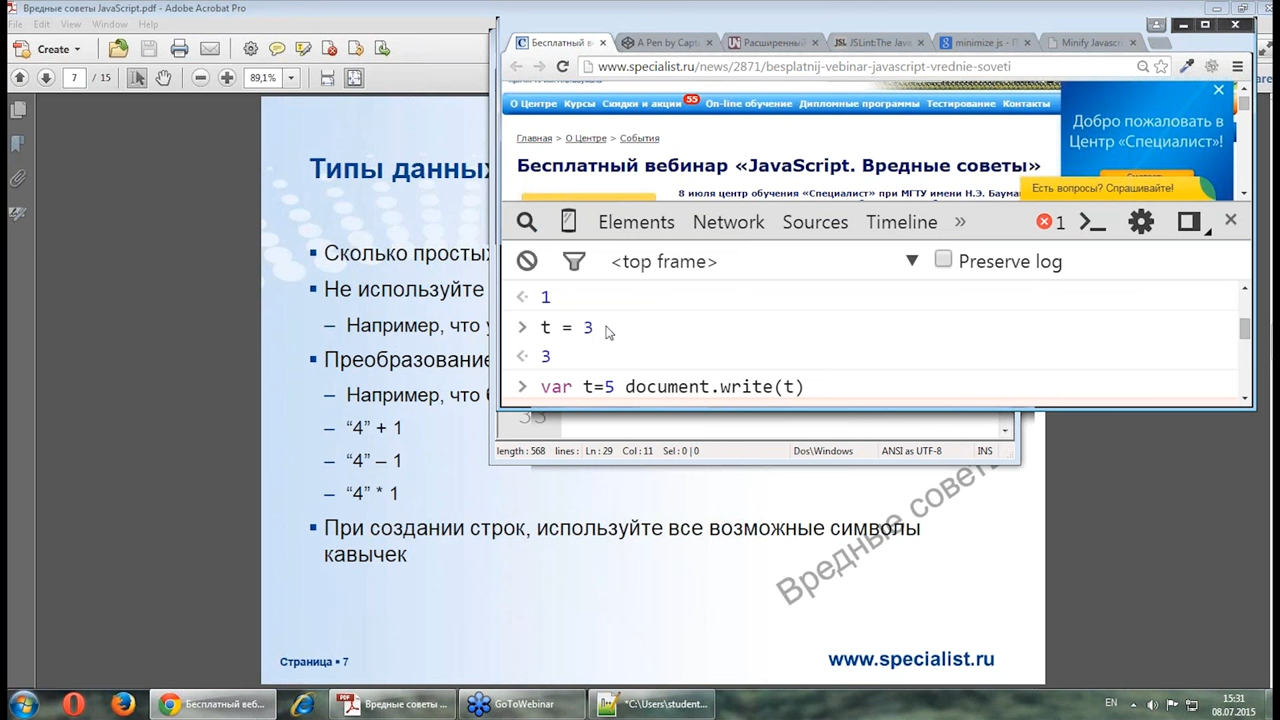 Вредные советы JavaScript.pdf - Adobe Acrobat Pro
File Edit View Window Help
Create
7 / 15
89,1%
Бесплатный в
A Pen by Capt
Расширенный
JSLint:The Java
minimize js - П
Minify Javascr
www.specialist.ru/news/2871/besplatnij-vebinar-javascript-vrednie-soveti
О Центре Курсы Скидки и акции 55 On-line обучение Дипломные программы Тестирование Контакты
Главная > О Центре > События
Бесплатный вебинар «JavaScript. Вредные советы»
8 июля центр обучения «Специалист» при МГТУ имени Н.Э. Баума
Добро пожаловать в
Центр «Специалист»!
Есть вопросы? Спрашивайте!
Elements Network Sources Timeline » 1
<top frame> Preserve log
1
t = 3
3
var t=5 document.write(t)
33
length : 568 lines : Ln : 29 Col : 11 Sel : 0 | 0 Dos\Windows ANSI as UTF-8 INS
Типы данных
Сколько простых
Не используйте
– Например, что у
Преобразование
– Например, что б
– “4” + 1
– “4” – 1
– “4” * 1
При создании строк, используйте все возможные символы
кавычек
Вредные совет
Страница ▪ 7
www.specialist.ru
Бесплатный веб...
Вредные советы ...
GoToWebinar
*C:\Users\student...
EN
15:31
08.07.2015